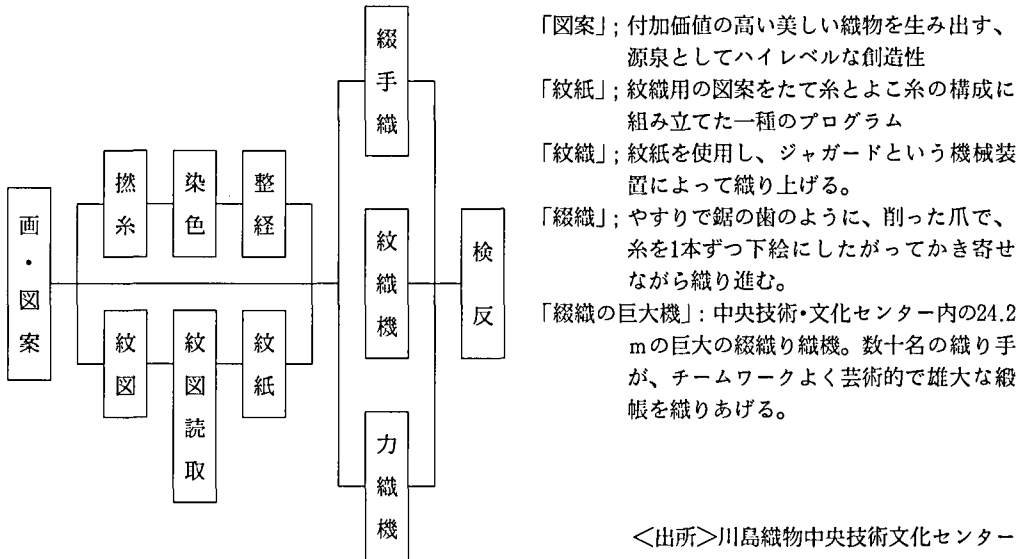 画・図案
撚糸
染色
整経
紋図
紋図読取
紋紙
綴手織
紋織機
力織機
検反
「図案」; 付加価値の高い美しい織物を生み出す、
源泉としてハイレベルな創造性
「紋紙」; 紋織用の図案をたて糸とよこ糸の構成に
組み立てた一種のプログラム
「紋織」; 紋紙を使用し、ジャガードという機械装
置によって織り上げる。
「綴織」; やすりで鋸の歯のように、削った爪で、
糸を1本ずつ下絵にしたがってかき寄せ
ながら織り進む。
「綴織の巨大機」: 中央技術・文化センター内の24.2
mの巨大の綴織り織機。数十名の織り手
が、チームワークよく芸術的で雄大な緞
帳を織りあげる。
<出所>川島織物中央技術文化センター